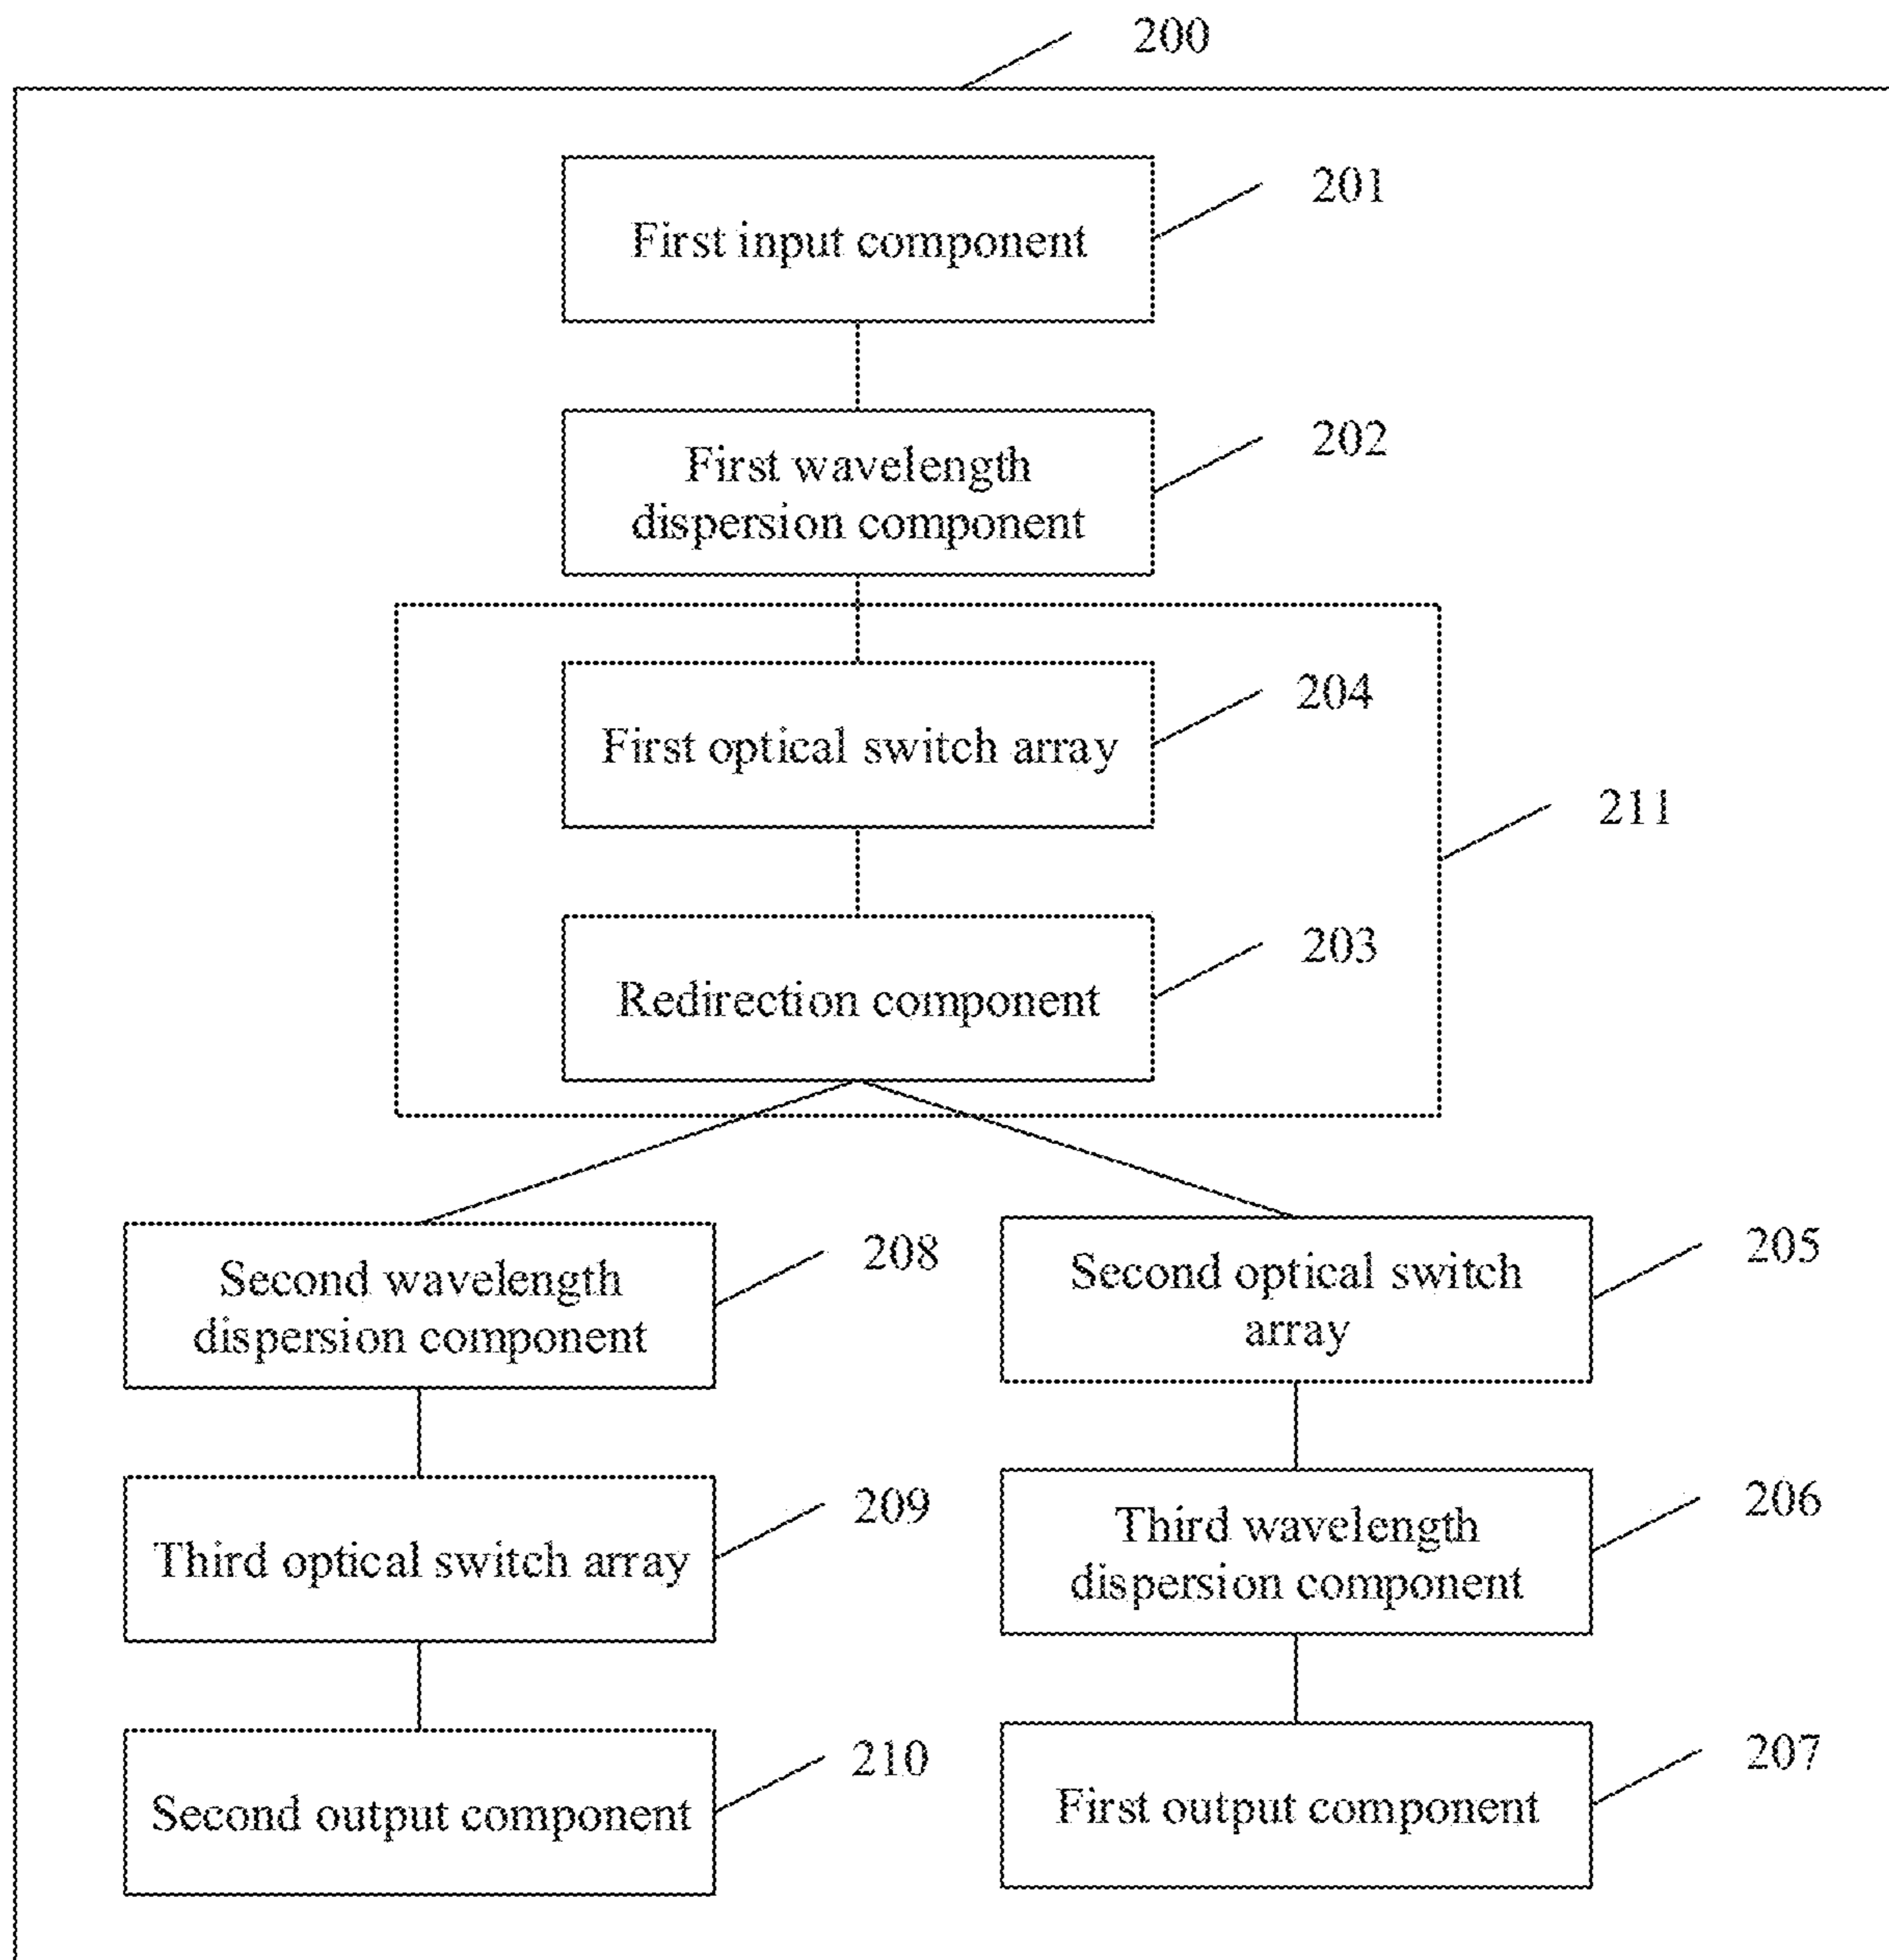 200
First input component
201
First wavelength
dispersion component
202
First optical switch array
204
211
Redirection component
203
Second wavelength
dispersion component
208
Second optical switch
array
205
Third optical switch array
209
Third wavelength
dispersion component
206
Second output component
210
First output component
207